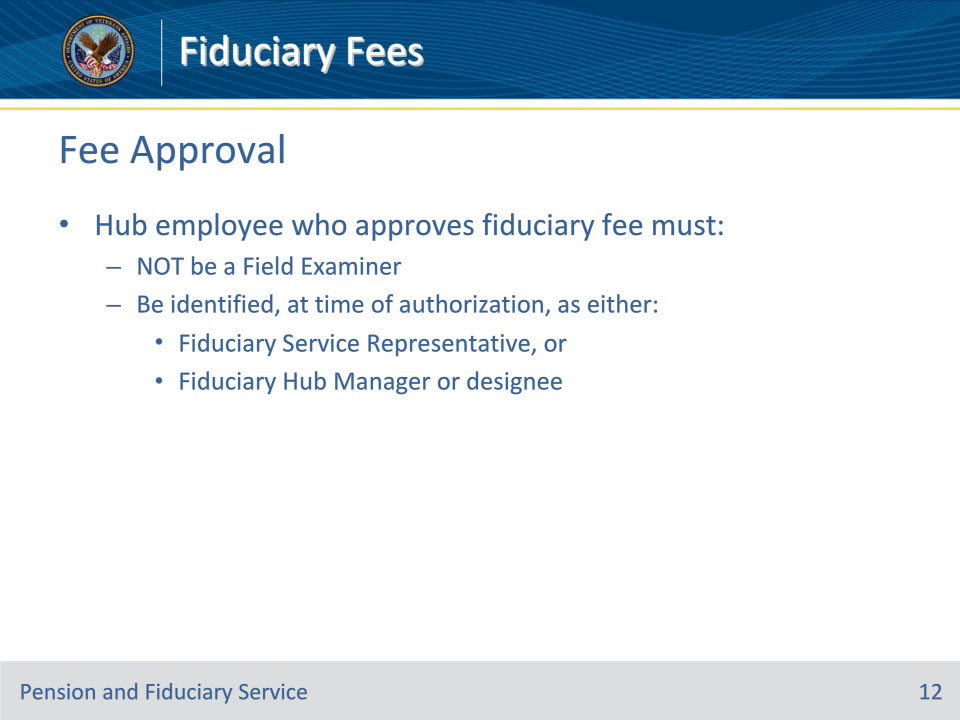 Fiduciary Fees
Fee Approval
• Hub employee who approves fiduciary fee must:
– NOT be a Field Examiner
– Be identified, at time of authorization, as either:
• Fiduciary Service Representative, or
• Fiduciary Hub Manager or designee
Pension and Fiduciary Service
12